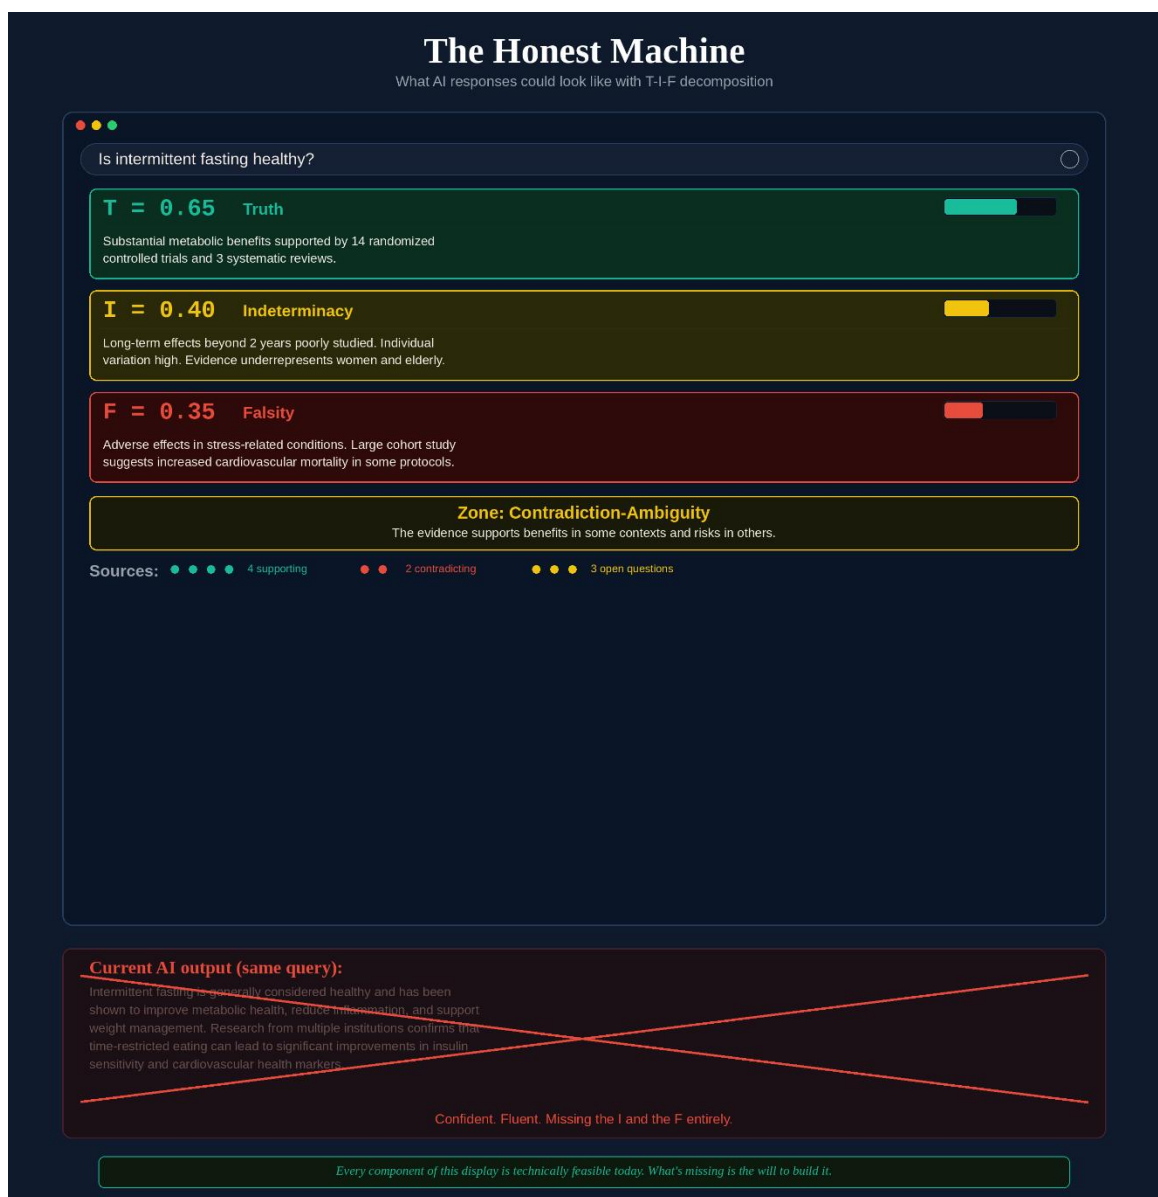 The Honest Machine
What AI responses could look like with T-I-F decomposition
Is intermittent fasting healthy?
T = 0.65 Truth
Substantial metabolic benefits supported by 14 randomized
controlled trials and 3 systematic reviews.
I = 0.40 Indeterminacy
Long-term effects beyond 2 years poorly studied. Individual
variation high. Evidence underrepresents women and elderly.
F = 0.35 Falsity
Adverse effects in stress-related conditions. Large cohort study
suggests increased cardiovascular mortality in some protocols.
Zone: Contradiction-Ambiguity
The evidence supports benefits in some contexts and risks in others.
Sources: 4 supporting 2 contradicting 3 open questions
Current AI output (same query):
Intermittent fasting is generally considered healthy and has been
shown to improve metabolic health, reduce inflammation, and support
weight management. Research from multiple institutions confirms that
time-restricted eating can lead to significant improvements in insulin
sensitivity and cardiovascular health markers.
Confident. Fluent. Missing the I and the F entirely.
Every component of this display is technically feasible today. What's missing is the will to build it.